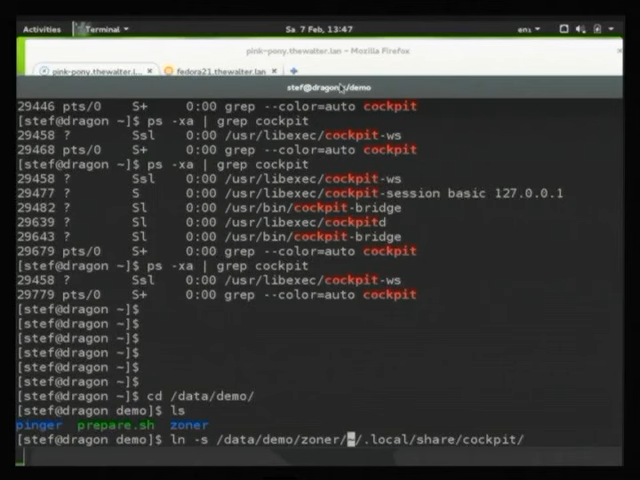 Activities Terminal Sa 7 Feb, 13:47 en₁
pink-pony.thewalter.lan - Mozilla Firefox
pink-pony.thewalter.l... × fedora21.thewalter.lan ×
stef@dragon:/demo
29446 pts/0 S+ 0:00 grep --color=auto cockpit
[stef@dragon ~]$ ps -xa | grep cockpit
29458 ? Ssl 0:00 /usr/libexec/cockpit-ws
29468 pts/0 S+ 0:00 grep --color=auto cockpit
[stef@dragon ~]$ ps -xa | grep cockpit
29458 ? Ssl 0:00 /usr/libexec/cockpit-ws
29477 ? S 0:00 /usr/libexec/cockpit-session basic 127.0.0.1
29482 ? Sl 0:00 /usr/bin/cockpit-bridge
29639 ? Sl 0:00 /usr/libexec/cockpitd
29643 ? Sl 0:00 /usr/bin/cockpit-bridge
29679 pts/0 S+ 0:00 grep --color=auto cockpit
[stef@dragon ~]$ ps -xa | grep cockpit
29458 ? Ssl 0:00 /usr/libexec/cockpit-ws
29779 pts/0 S+ 0:00 grep --color=auto cockpit
[stef@dragon ~]$
[stef@dragon ~]$
[stef@dragon ~]$
[stef@dragon ~]$
[stef@dragon ~]$
[stef@dragon ~]$
[stef@dragon ~]$ cd /data/demo/
[stef@dragon demo]$ ls
pinger prepare.sh zoner
[stef@dragon demo]$ ln -s /data/demo/zoner/~/.local/share/cockpit/